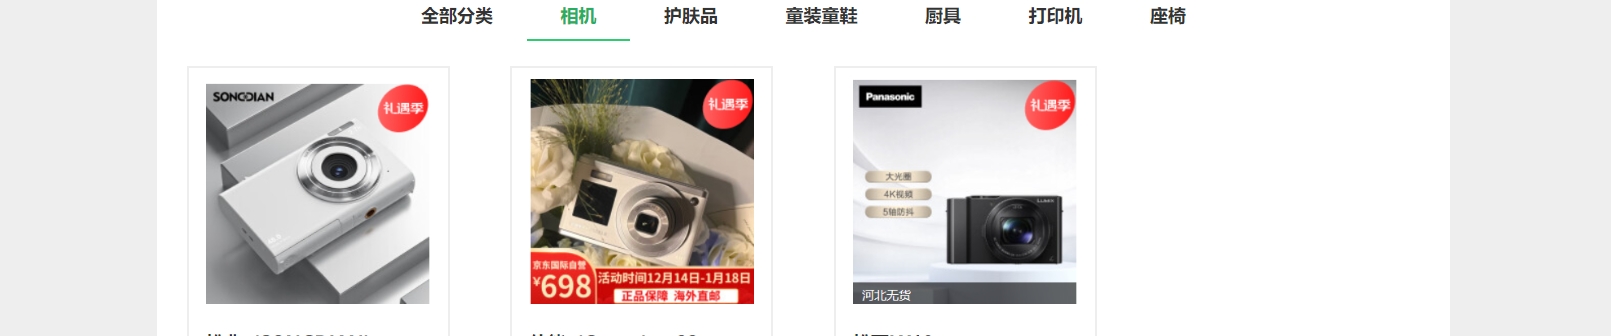 全部分类 相机 护肤品 童装童鞋 厨具 打印机 座椅
SONGDIAN
礼遇季
礼遇季
京东国际自营
¥698
活动时间12月14日-1月18日
正品保障 海外直邮
Panasonic
礼遇季
大光圈
4K视频
5轴防抖
LUMIX
河北无货